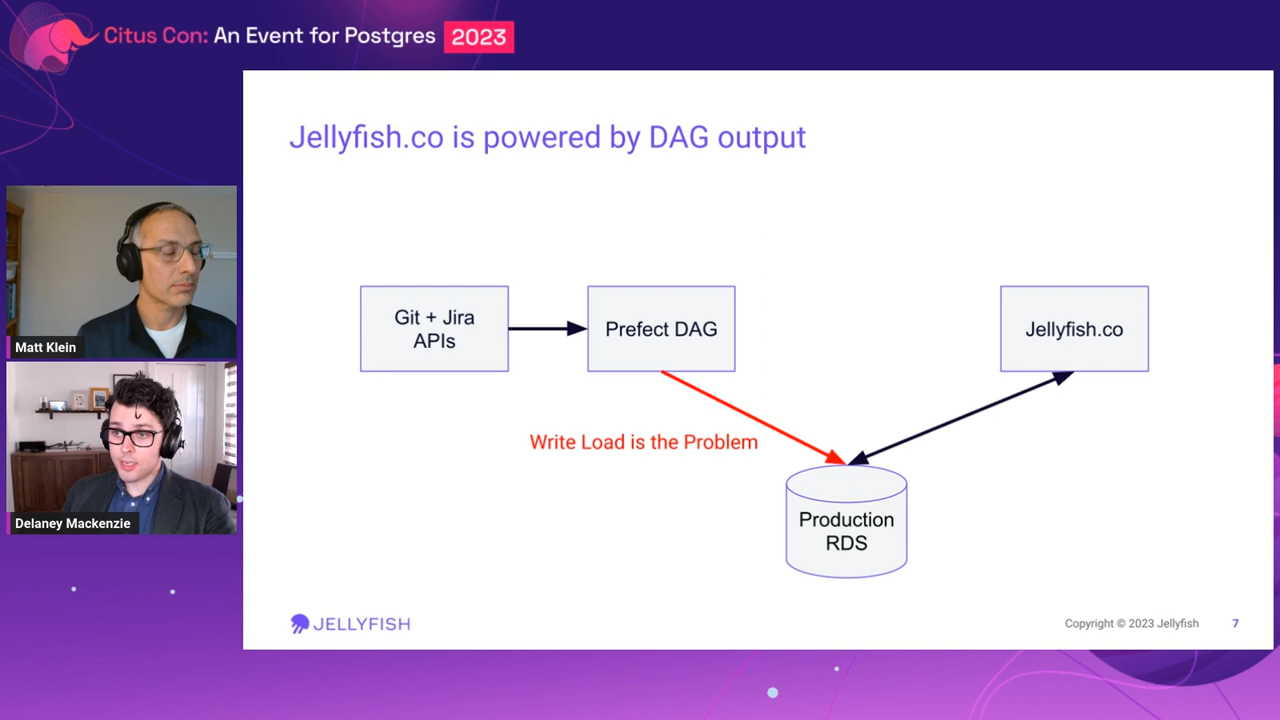 Citus Con: An Event for Postgres 2023
Jellyfish.co is powered by DAG output
Matt Klein
Delaney Mackenzie
Git + Jira
APIs
Prefect DAG
Jellyfish.co
Write Load is the Problem
Production
RDS
JELLYFISH
Copyright © 2023 Jellyfish
7